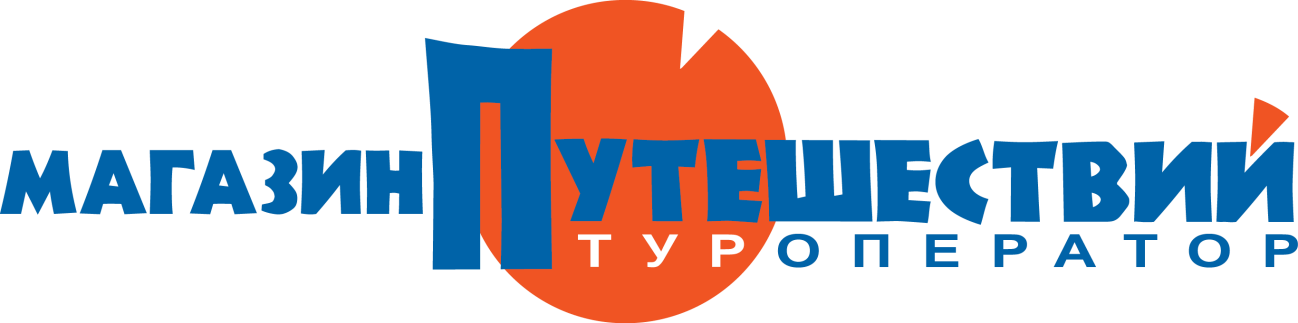 МАГАЗИН ПУТЕШЕСТВИЙ
ТУРОПЕРАТОР